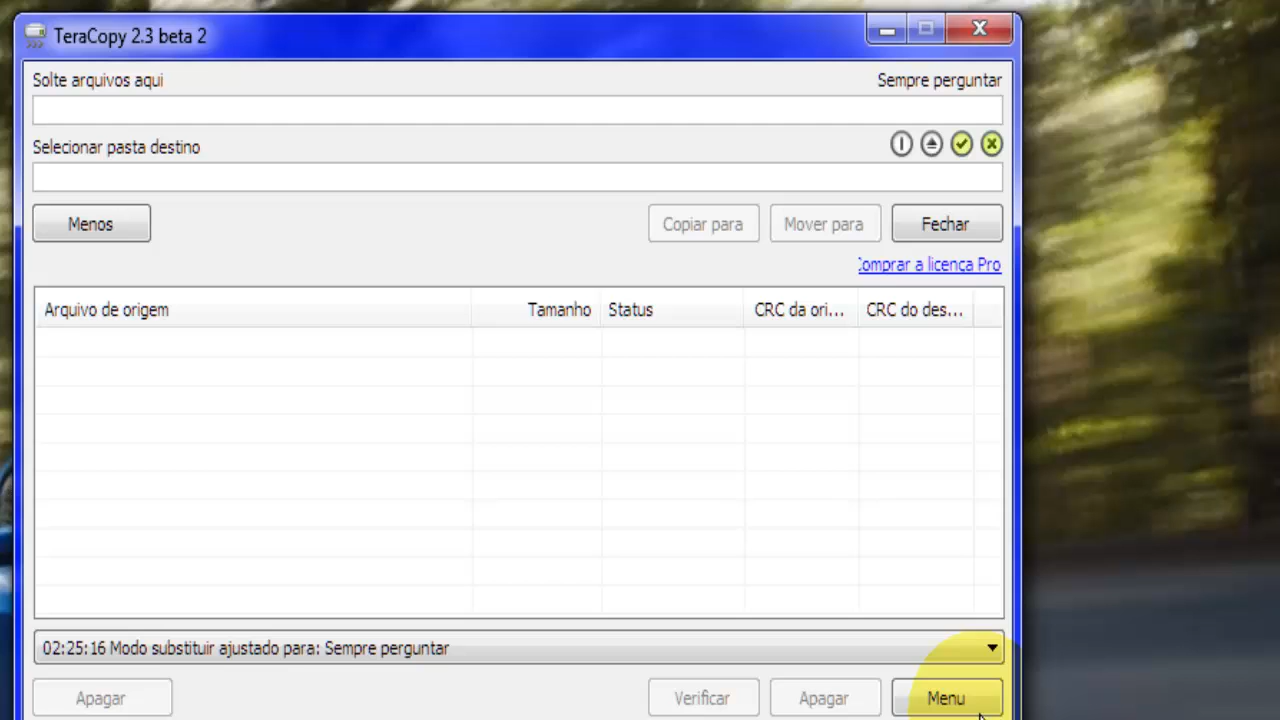 TeraCopy 2.3 beta 2
Solte arquivos aqui Sempre perguntar
Selecionar pasta destino
Menos Copiar para Mover para Fechar
Comprar a licença Pro
Arquivo de origem Tamanho Status CRC da ori... CRC do des...
02:25:16 Modo substituir ajustado para: Sempre perguntar
Apagar Verificar Apagar Menu